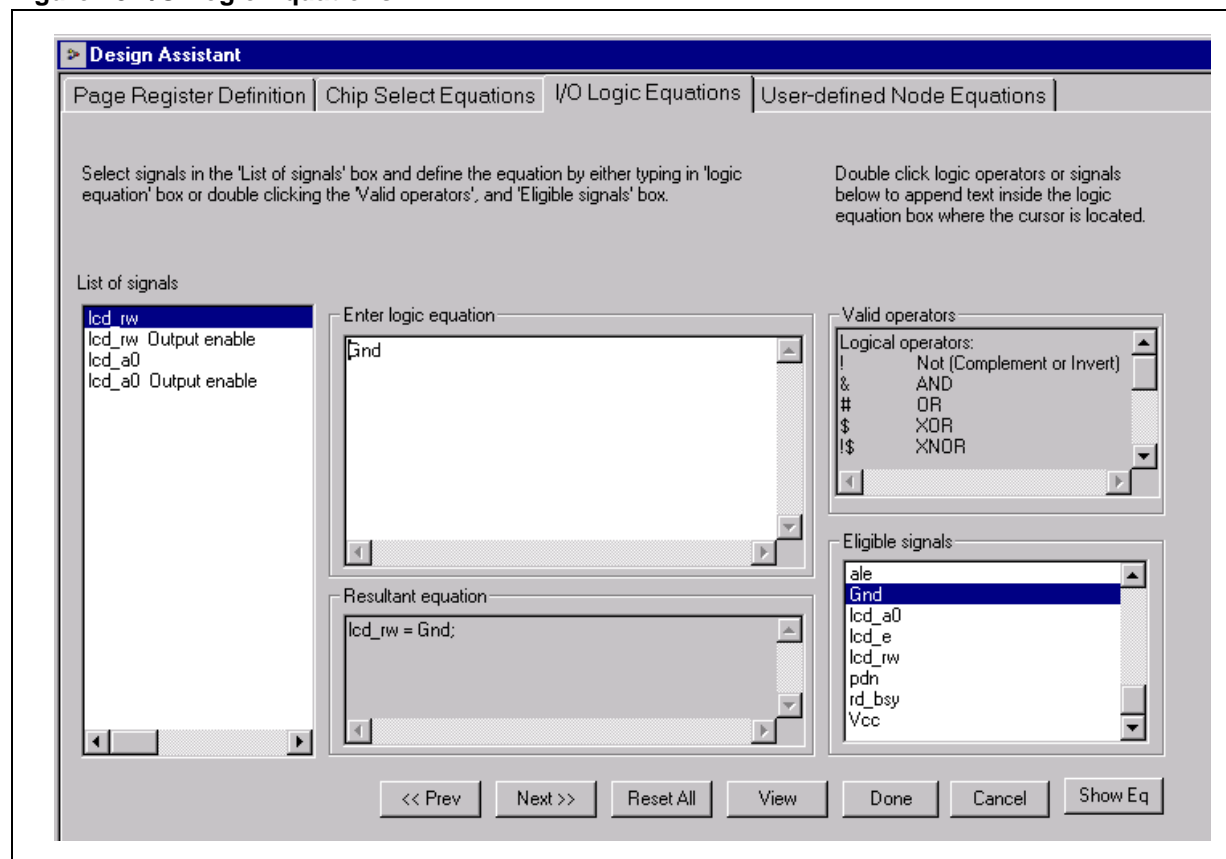 Design Assistant
Page Register Definition
Chip Select Equations
I/O Logic Equations
User-defined Node Equations
Select signals in the 'List of signals' box and define the equation by either typing in 'logic
equation' box or double clicking the 'Valid operators', and 'Eligible signals' box.
Double click logic operators or signals
below to append text inside the logic
equation box where the cursor is located.
List of signals
lcd_rw
lcd_rw Output enable
lcd_a0
lcd_a0 Output enable
Enter logic equation
Gnd
Resultant equation
lcd_rw = Gnd;
Valid operators
Logical operators:
! Not (Complement or Invert)
& AND
# OR
$ XOR
!$ XNOR
Eligible signals
ale
Gnd
lcd_a0
lcd_e
lcd_rw
pdn
rd_bsy
Vcc
<< Prev
Next >>
Reset All
View
Done
Cancel
Show Eq